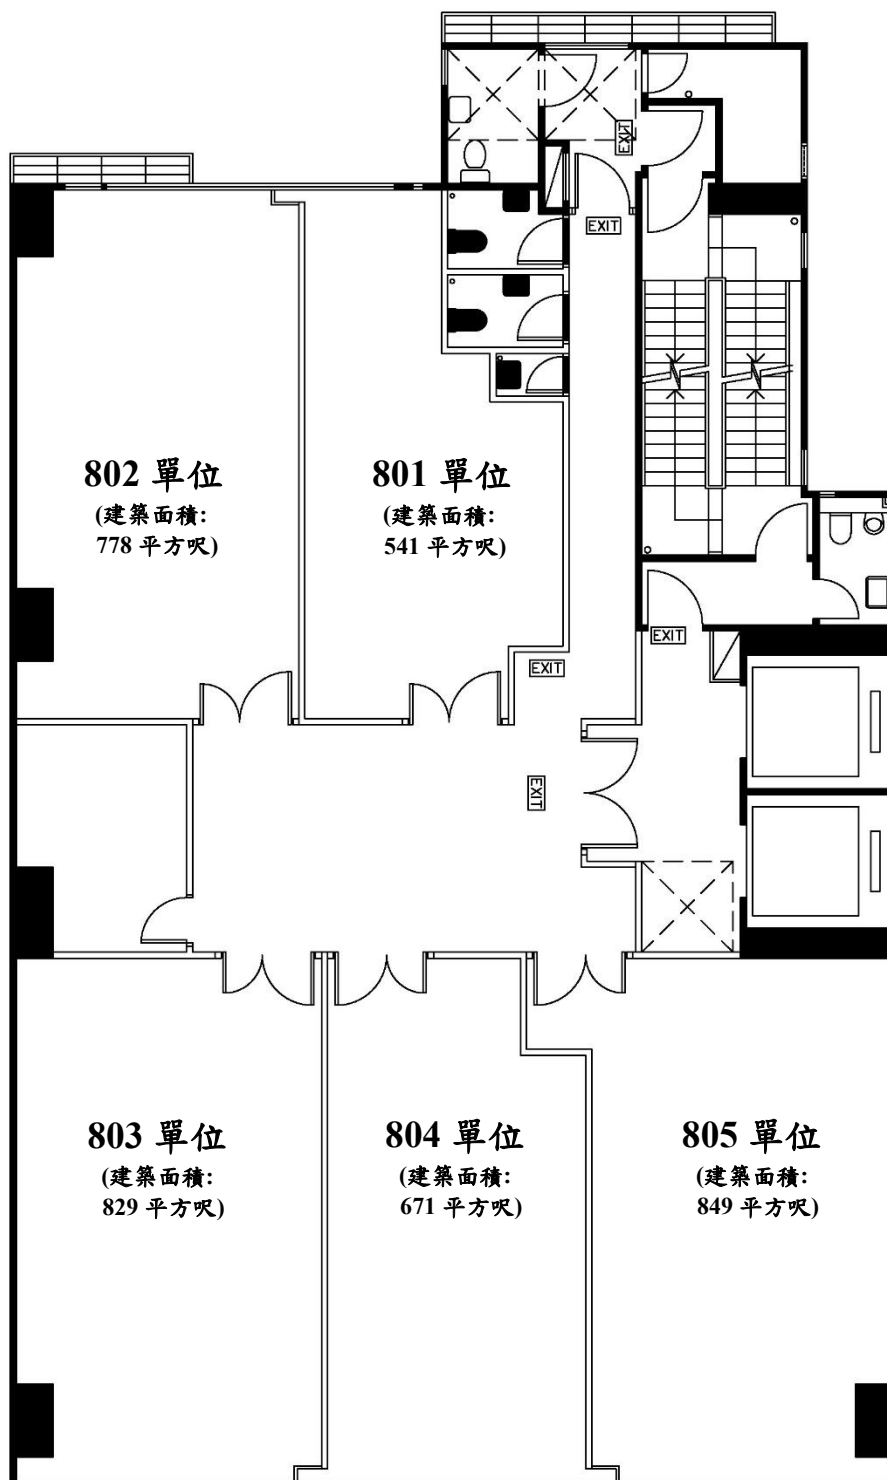 EXIT
EXIT
802 單位
(建築面積:
778 平方呎)
801 單位
(建築面積:
541 平方呎)
EXIT
EXIT
EXIT
803 單位
(建築面積:
829 平方呎)
804 單位
(建築面積:
671 平方呎)
805 單位
(建築面積:
849 平方呎)